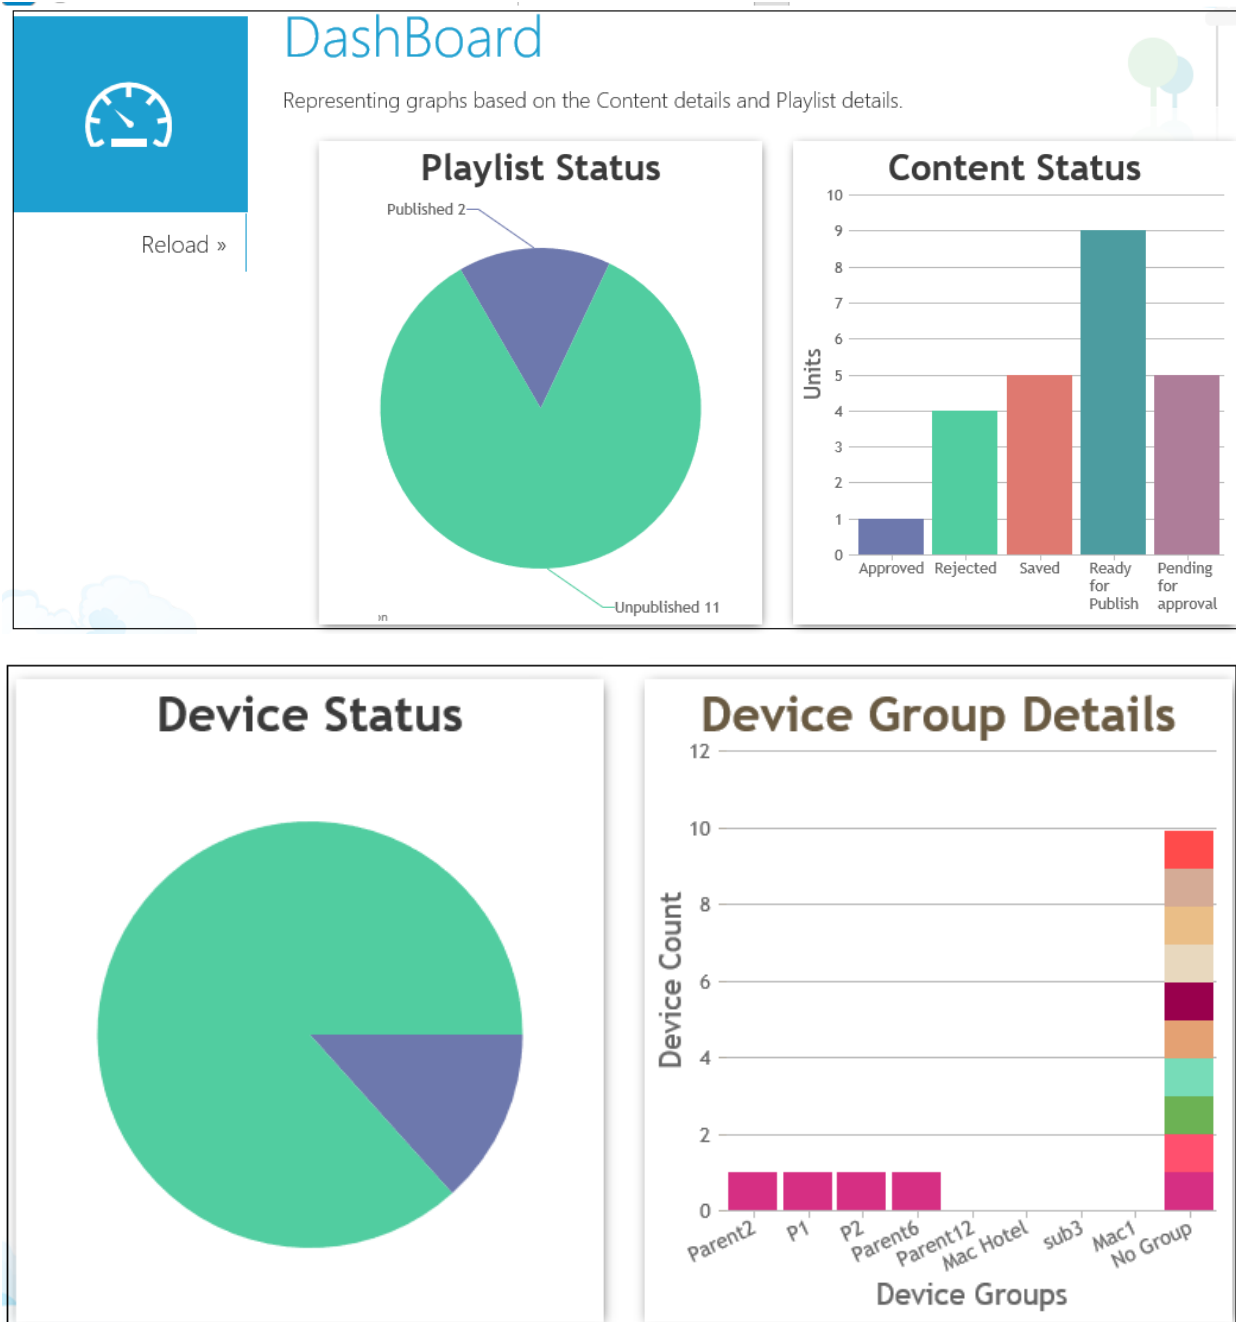 DashBoard
Representing graphs based on the Content details and Playlist details.
Reload »
Playlist Status
Published 2
Unpublished 11
on
Content Status
10
9
8
7
6
5
4
3
2
1
0
Units
Approved
Rejected
Saved
Ready
for
Publish
Pending
for
approval
Device Status
Device Group Details
12
10
8
6
4
2
0
Device Count
Parent2
P1
P2
Parent6
Parent12
Mac Hotel
sub3
Mac1
No Group
Device Groups